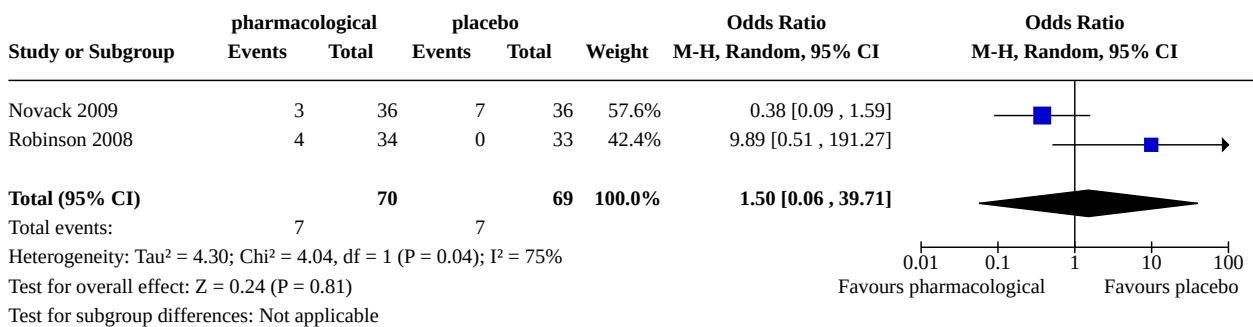 pharmacological placebo Odds Ratio Odds Ratio
Study or Subgroup Events Total Events Total Weight M-H, Random, 95% CI M-H, Random, 95% CI
Novack 2009 3 36 7 36 57.6% 0.38 [0.09 , 1.59]
Robinson 2008 4 34 0 33 42.4% 9.89 [0.51 , 191.27]
Total (95% CI) 70 69 100.0% 1.50 [0.06 , 39.71]
Total events: 7 7
Heterogeneity: Tau² = 4.30; Chi² = 4.04, df = 1 (P = 0.04); I² = 75%
0.01 0.1 1 10 100
Test for overall effect: Z = 0.24 (P = 0.81) Favours pharmacological Favours placebo
Test for subgroup differences: Not applicable